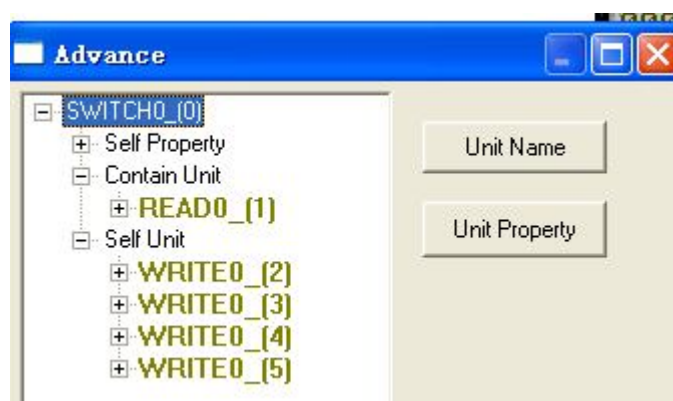 Advance
SWITCH0_(0)
Self Property
Contain Unit
READ0_(1)
Self Unit
WRITE0_(2)
WRITE0_(3)
WRITE0_(4)
WRITE0_(5)
Unit Name
Unit Property